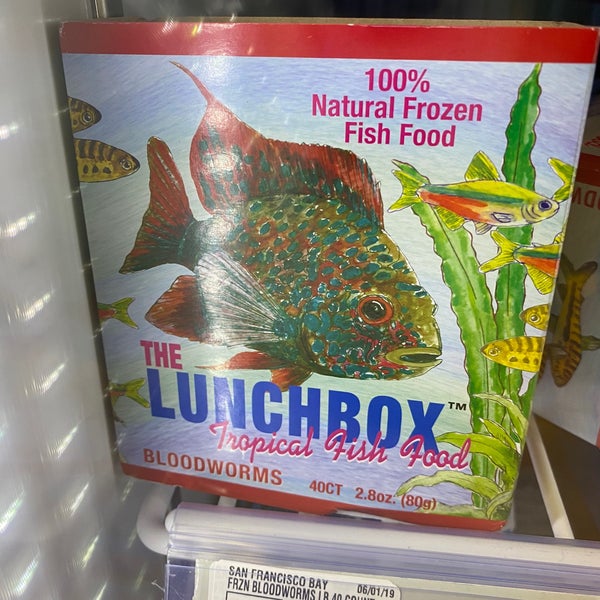 100%
Natural Frozen
Fish Food
THE
LUNCHBOX™
Tropical Fish Food
BLOODWORMS
40CT 2.8oz. (80g)
SAN FRANCISCO BAY 06/01/19
FRZN BLOODWORMS LB 40 COUNT